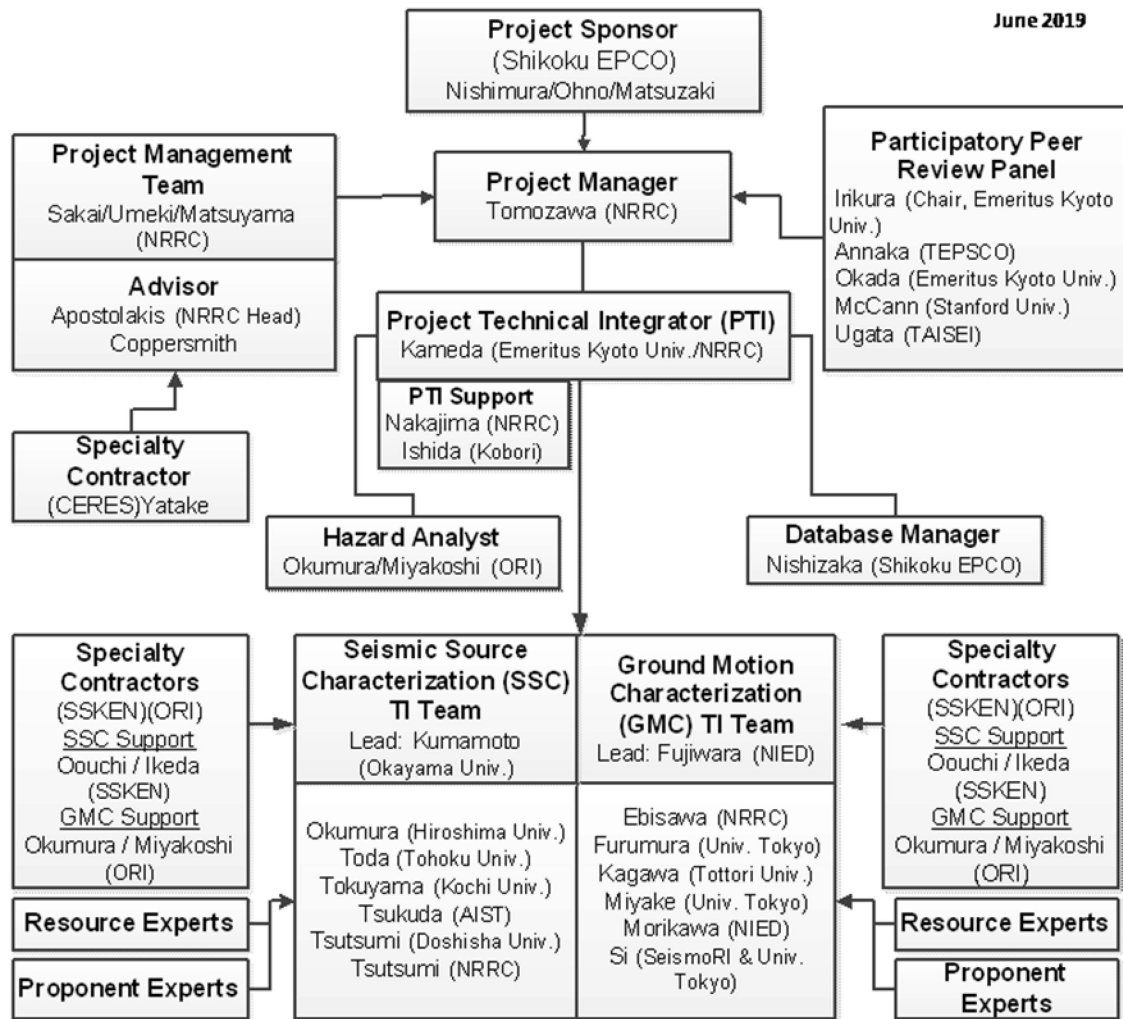 June 2019
Project Sponsor
(Shikoku EPCO)
Nishimura/Ohno/Matsuzaki
Project Management
Team
Sakai/Umeki/Matsuyama
(NRRC)
Advisor
Apostolakis (NRRC Head)
Coppersmith
Project Manager
Tomozawa (NRRC)
Participatory Peer
Review Panel
Irikura (Chair, Emeritus Kyoto
Univ.)
Annaka (TEPSCO)
Okada (Emeritus Kyoto Univ.)
McCann (Stanford Univ.)
Ugata (TAISEI)
Project Technical Integrator (PTI)
Kameda (Emeritus Kyoto Univ./NRRC)
PTI Support
Nakajima (NRRC)
Ishida (Kobori)
Specialty
Contractor
(CERES)Yatake
Hazard Analyst
Okumura/Miyakoshi (ORI)
Database Manager
Nishizaka (Shikoku EPCO)
Specialty
Contractors
(SSKEN)(ORI)
SSC Support
Oouchi / Ikeda
(SSKEN)
GMC Support
Okumura / Miyakoshi
(ORI)
Resource Experts
Proponent Experts
Seismic Source
Characterization (SSC)
TI Team
Lead: Kumamoto
(Okayama Univ.)
Okumura (Hiroshima Univ.)
Toda (Tohoku Univ.)
Tokuyama (Kochi Univ.)
Tsukuda (AIST)
Tsutsumi (Doshisha Univ.)
Tsutsumi (NRRC)
Ground Motion
Characterization
(GMC) TI Team
Lead: Fujiwara (NIED)
Ebisawa (NRRC)
Furumura (Univ. Tokyo)
Kagawa (Tottori Univ.)
Miyake (Univ. Tokyo)
Morikawa (NIED)
Si (SeismoRI & Univ.
Tokyo)
Specialty
Contractors
(SSKEN)(ORI)
SSC Support
Oouchi / Ikeda
(SSKEN)
GMC Support
Okumura / Miyakoshi
(ORI)
Resource Experts
Proponent
Experts